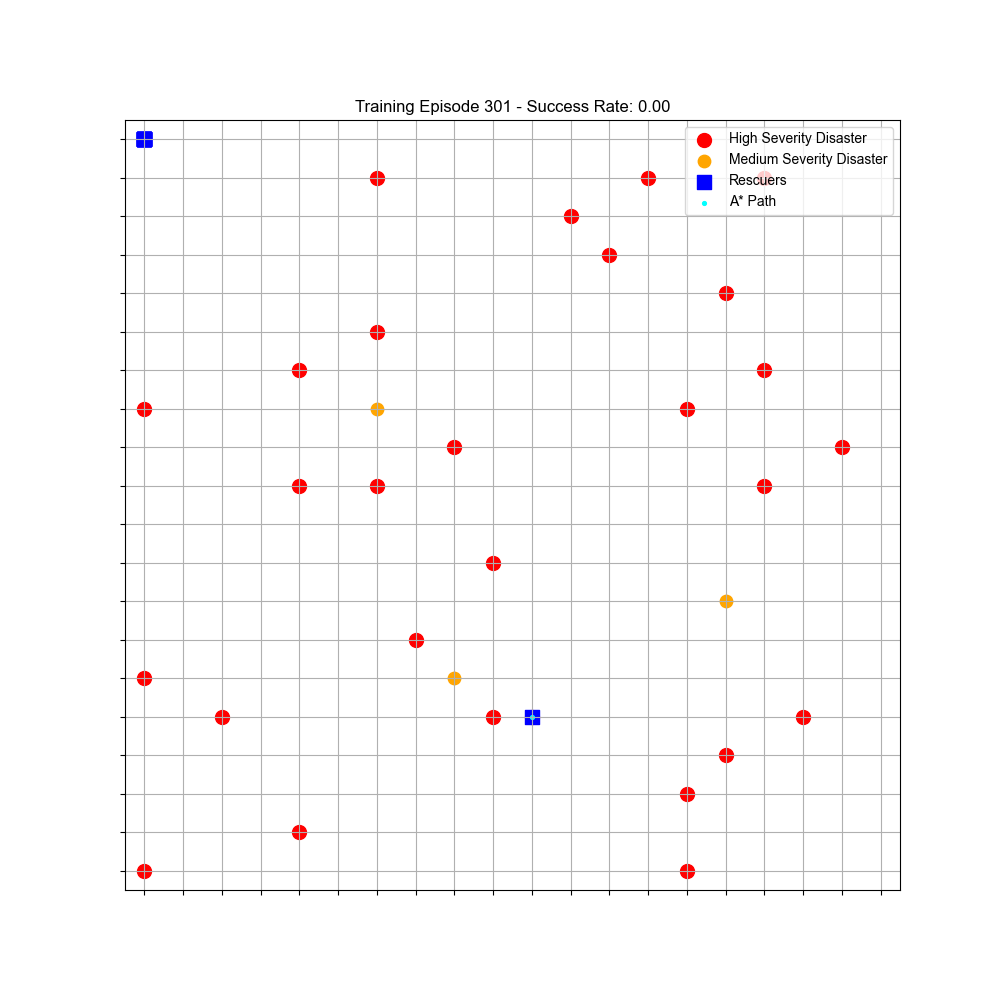 Training Episode 301 - Success Rate: 0.00
High Severity Disaster
Medium Severity Disaster
Rescuers
A* Path